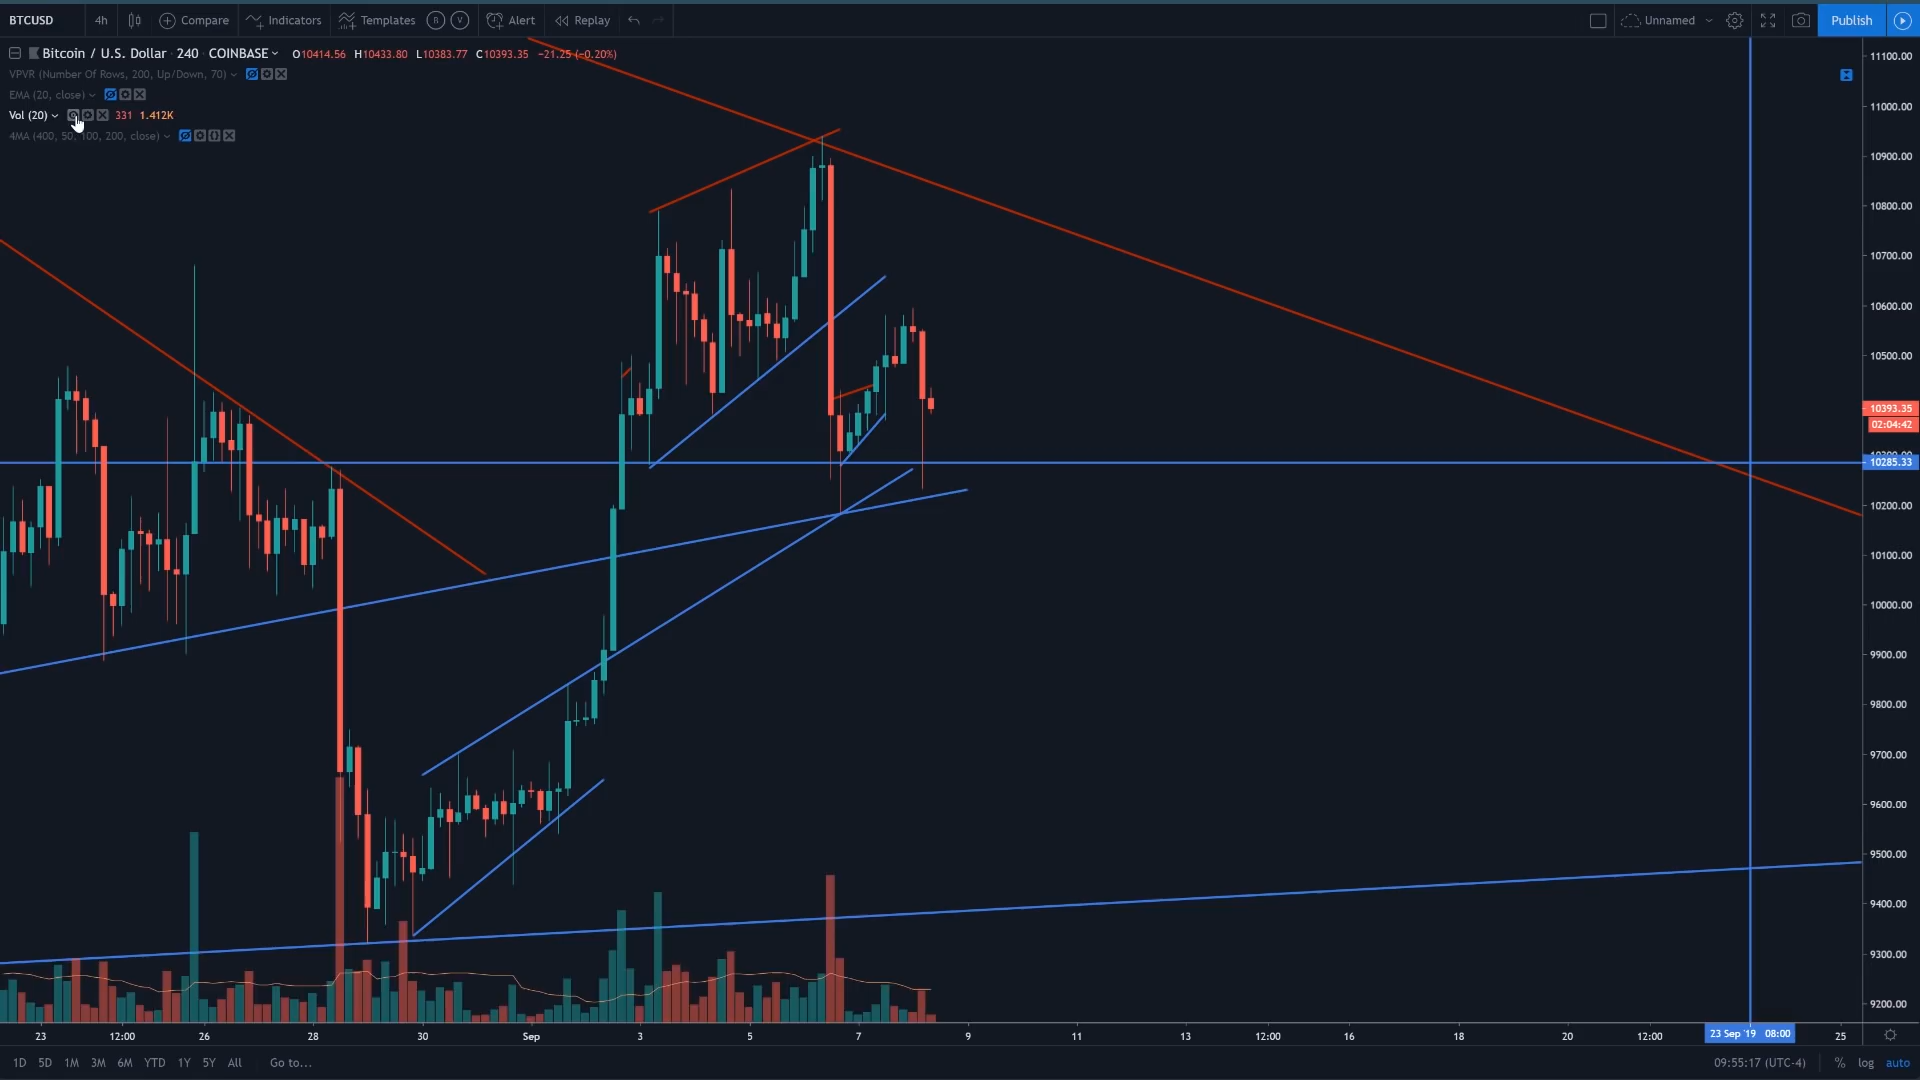 BTCUSD 4h Compare Indicators Templates R V Alert Replay Unnamed Publish
Bitcoin / U.S. Dollar · 240 · COINBASE O10414.56 H10433.80 L10383.77 C10393.35 −21.25 (−0.20%)
VPVR (Number Of Rows, 200, Up/Down, 70)
EMA (20, close)
Vol (20) 331 1.412K
4MA (400, 50, 100, 200, close)
11100.00
11000.00
10900.00
10800.00
10700.00
10600.00
10500.00
10393.35
02:04:42
10285.33
10200.00
10100.00
10000.00
9900.00
9800.00
9700.00
9600.00
9500.00
9400.00
9300.00
9200.00
23 12:00 26 28 30 Sep 3 5 7 9 11 13 12:00 16 18 20 12:00 23 Sep '19 08:00 25
1D 5D 1M 3M 6M YTD 1Y 5Y All Go to... 09:55:17 (UTC-4) % log auto